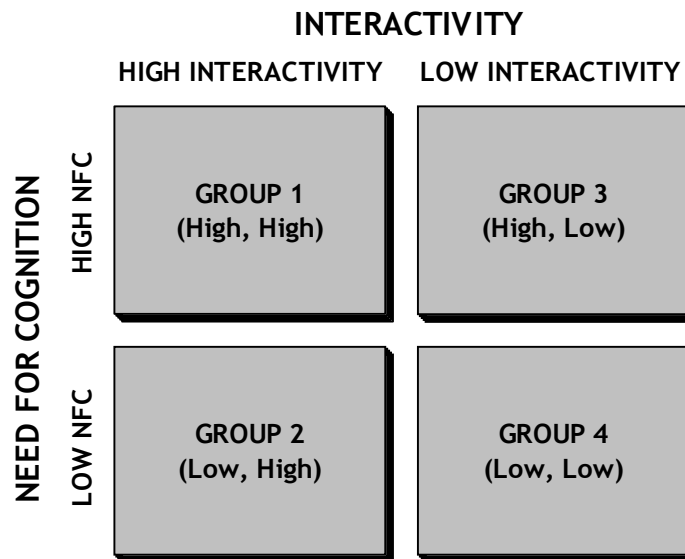 INTERACTIVITY
HIGH INTERACTIVITY
LOW INTERACTIVITY
NEED FOR COGNITION
HIGH NFC
GROUP 1
(High, High)
GROUP 3
(High, Low)
LOW NFC
GROUP 2
(Low, High)
GROUP 4
(Low, Low)